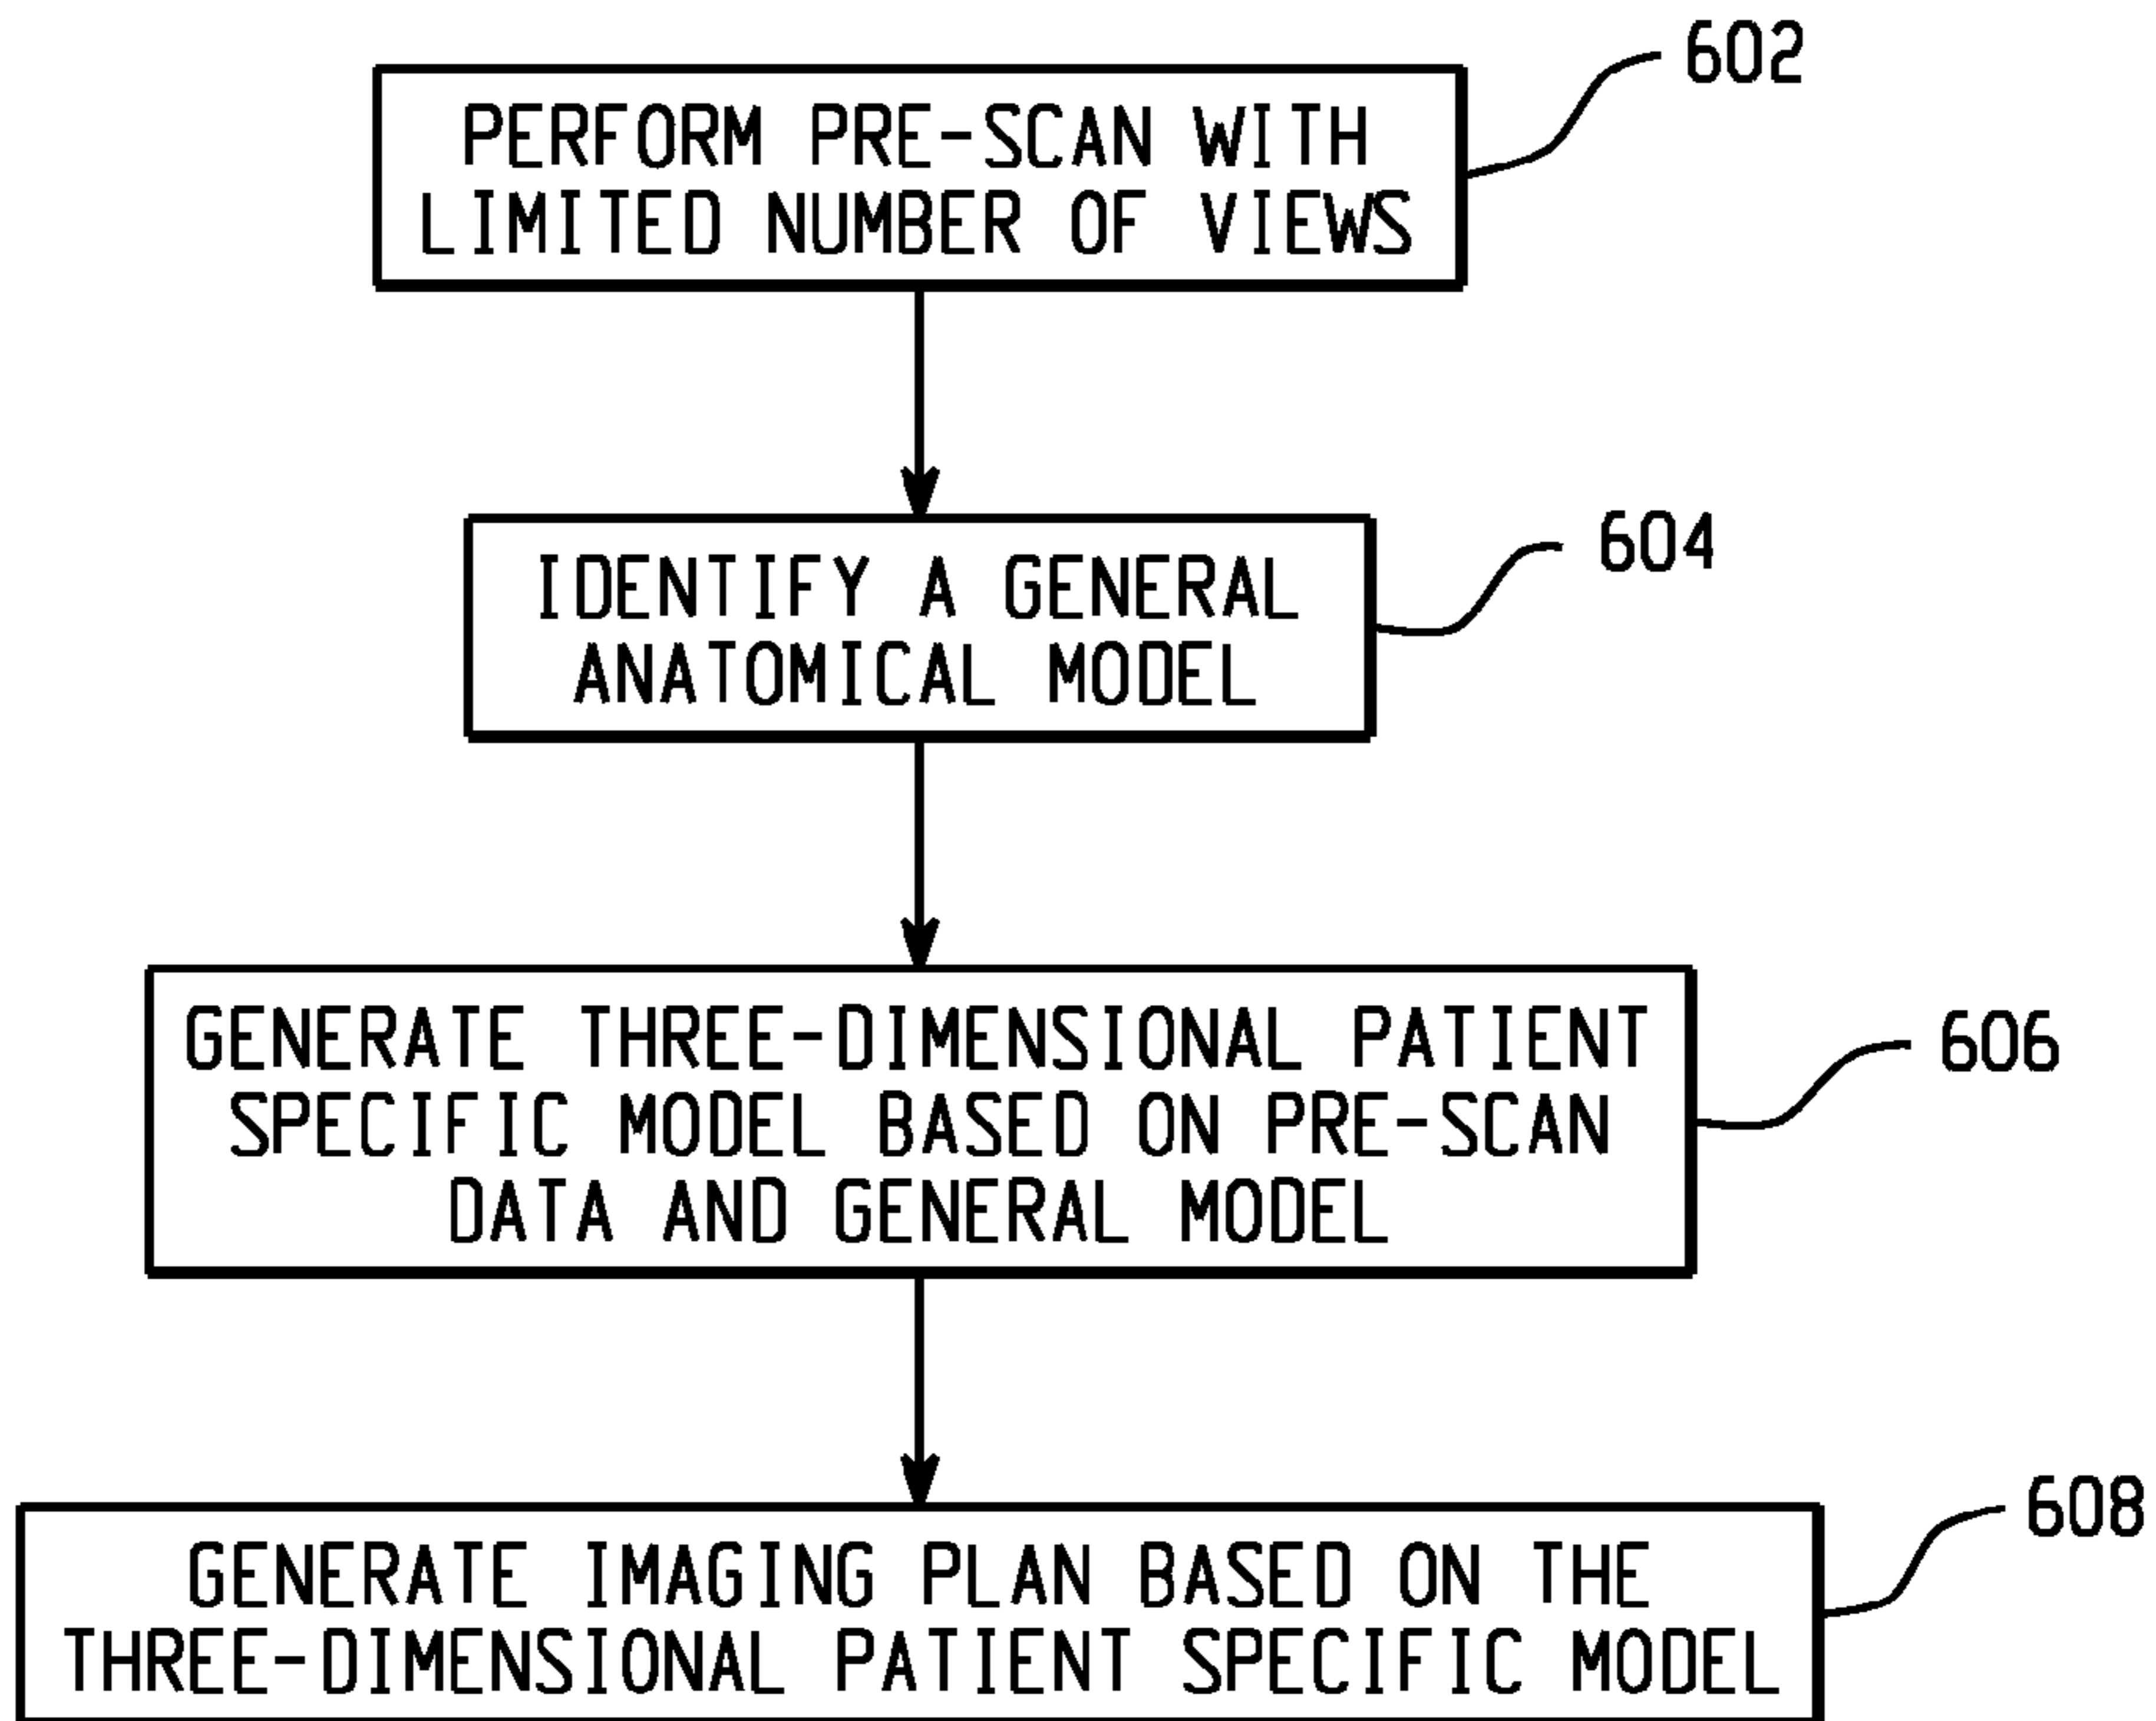 602
PERFORM PRE-SCAN WITH
LIMITED NUMBER OF VIEWS
604
IDENTIFY A GENERAL
ANATOMICAL MODEL
606
GENERATE THREE-DIMENSIONAL PATIENT
SPECIFIC MODEL BASED ON PRE-SCAN
DATA AND GENERAL MODEL
608
GENERATE IMAGING PLAN BASED ON THE
THREE-DIMENSIONAL PATIENT SPECIFIC MODEL